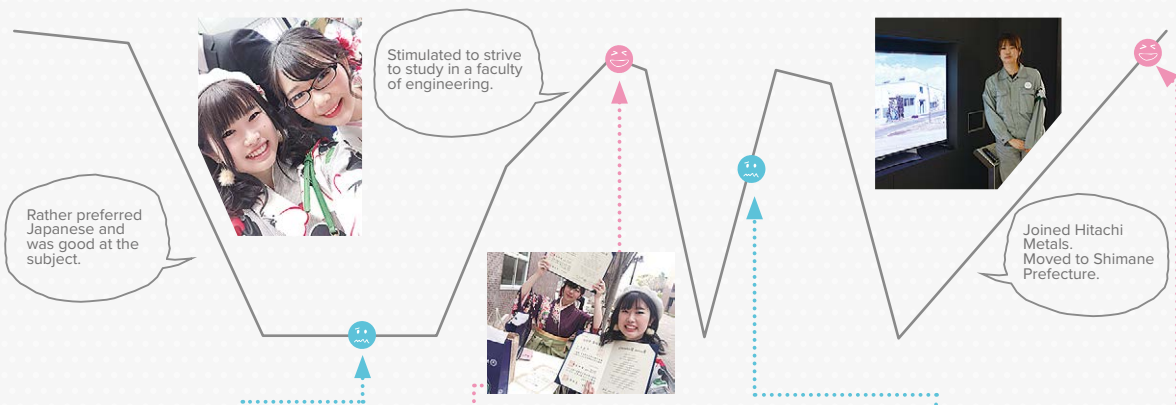 Stimulated to strive
to study in a faculty
of engineering.
Rather preferred
Japanese and
was good at the
subject.
Joined Hitachi
Metals.
Moved to Shimane
Prefecture.